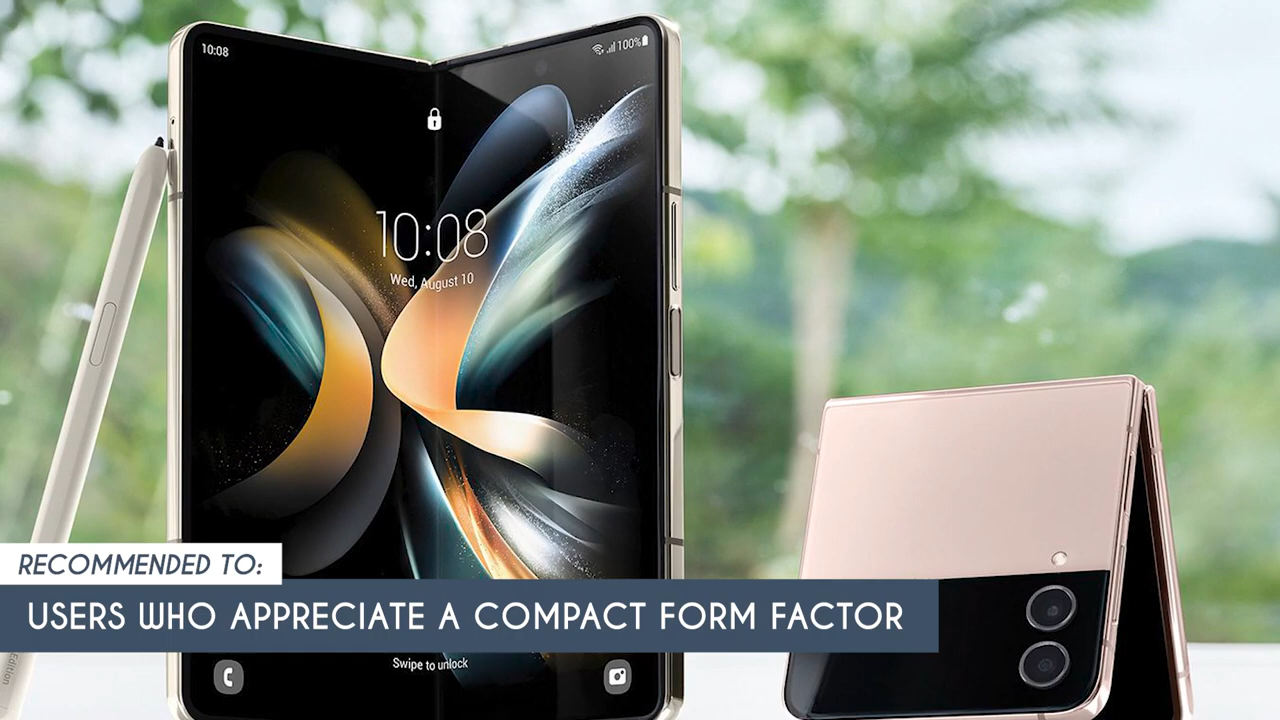 10:08
100%
10:08
Wed, August 10
RECOMMENDED TO:
USERS WHO APPRECIATE A COMPACT FORM FACTOR
Swipe to unlock
Edition